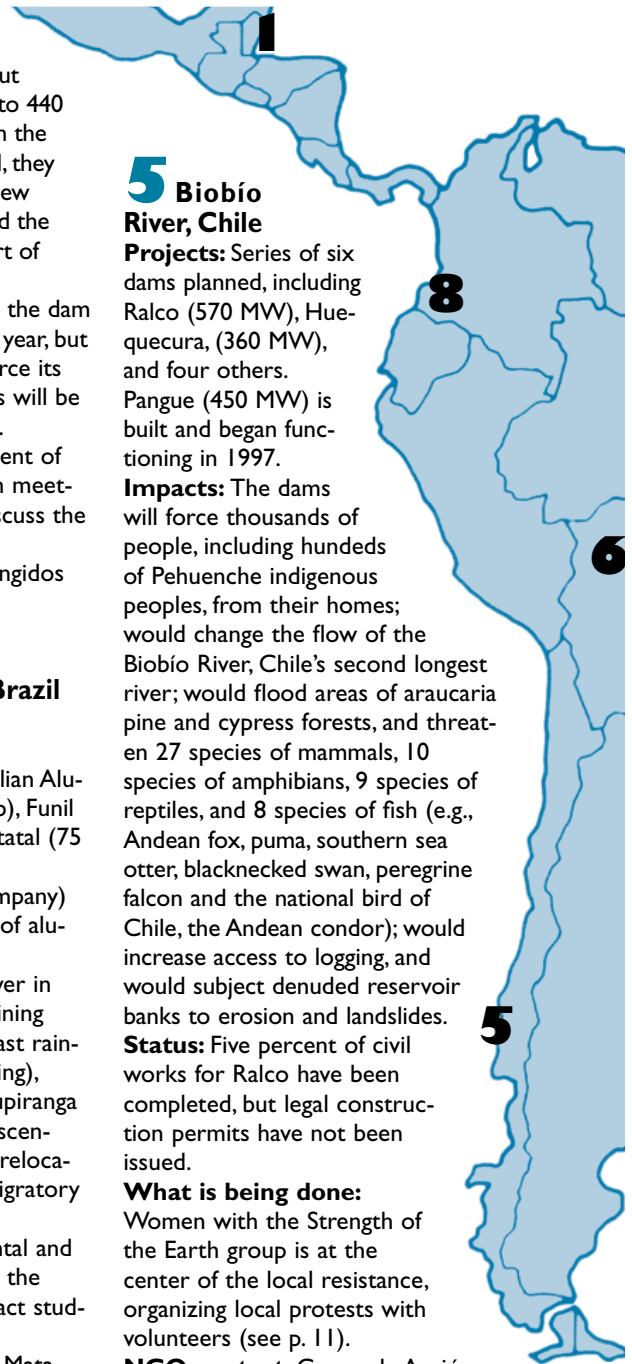 ut
to 440
n the
l, they
ew
d the
rt of
the dam
year, but
rce its
s will be
.
ent of
n meet-
scuss the
ngidos
Brazil
lian Alu-
o), Funil
tatal (75
mpany)
of alu-
ver in
ining
ast rain-
ing),
upiranga
scen-
reloca-
igratory
ntal and
the
act stud-
5 Biobío
River, Chile
Projects: Series of six
dams planned, including
Ralco (570 MW), Hue-
quecura, (360 MW),
and four others.
Pangue (450 MW) is
built and began func-
tioning in 1997.
Impacts: The dams
will force thousands of
people, including hundeds
of Pehuenche indigenous
peoples, from their homes;
would change the flow of the
Biobío River, Chile's second longest
river; would flood areas of araucaria
pine and cypress forests, and threat-
en 27 species of mammals, 10
species of amphibians, 9 species of
reptiles, and 8 species of fish (e.g.,
Andean fox, puma, southern sea
otter, blacknecked swan, peregrine
falcon and the national bird of
Chile, the Andean condor); would
increase access to logging, and
would subject denuded reservoir
banks to erosion and landslides.
Status: Five percent of civil
works for Ralco have been
completed, but legal construc-
tion permits have not been
issued.
What is being done:
Women with the Strength of
the Earth group is at the
center of the local resistance,
organizing local protests with
volunteers (see p. 11).
1
8
6
5